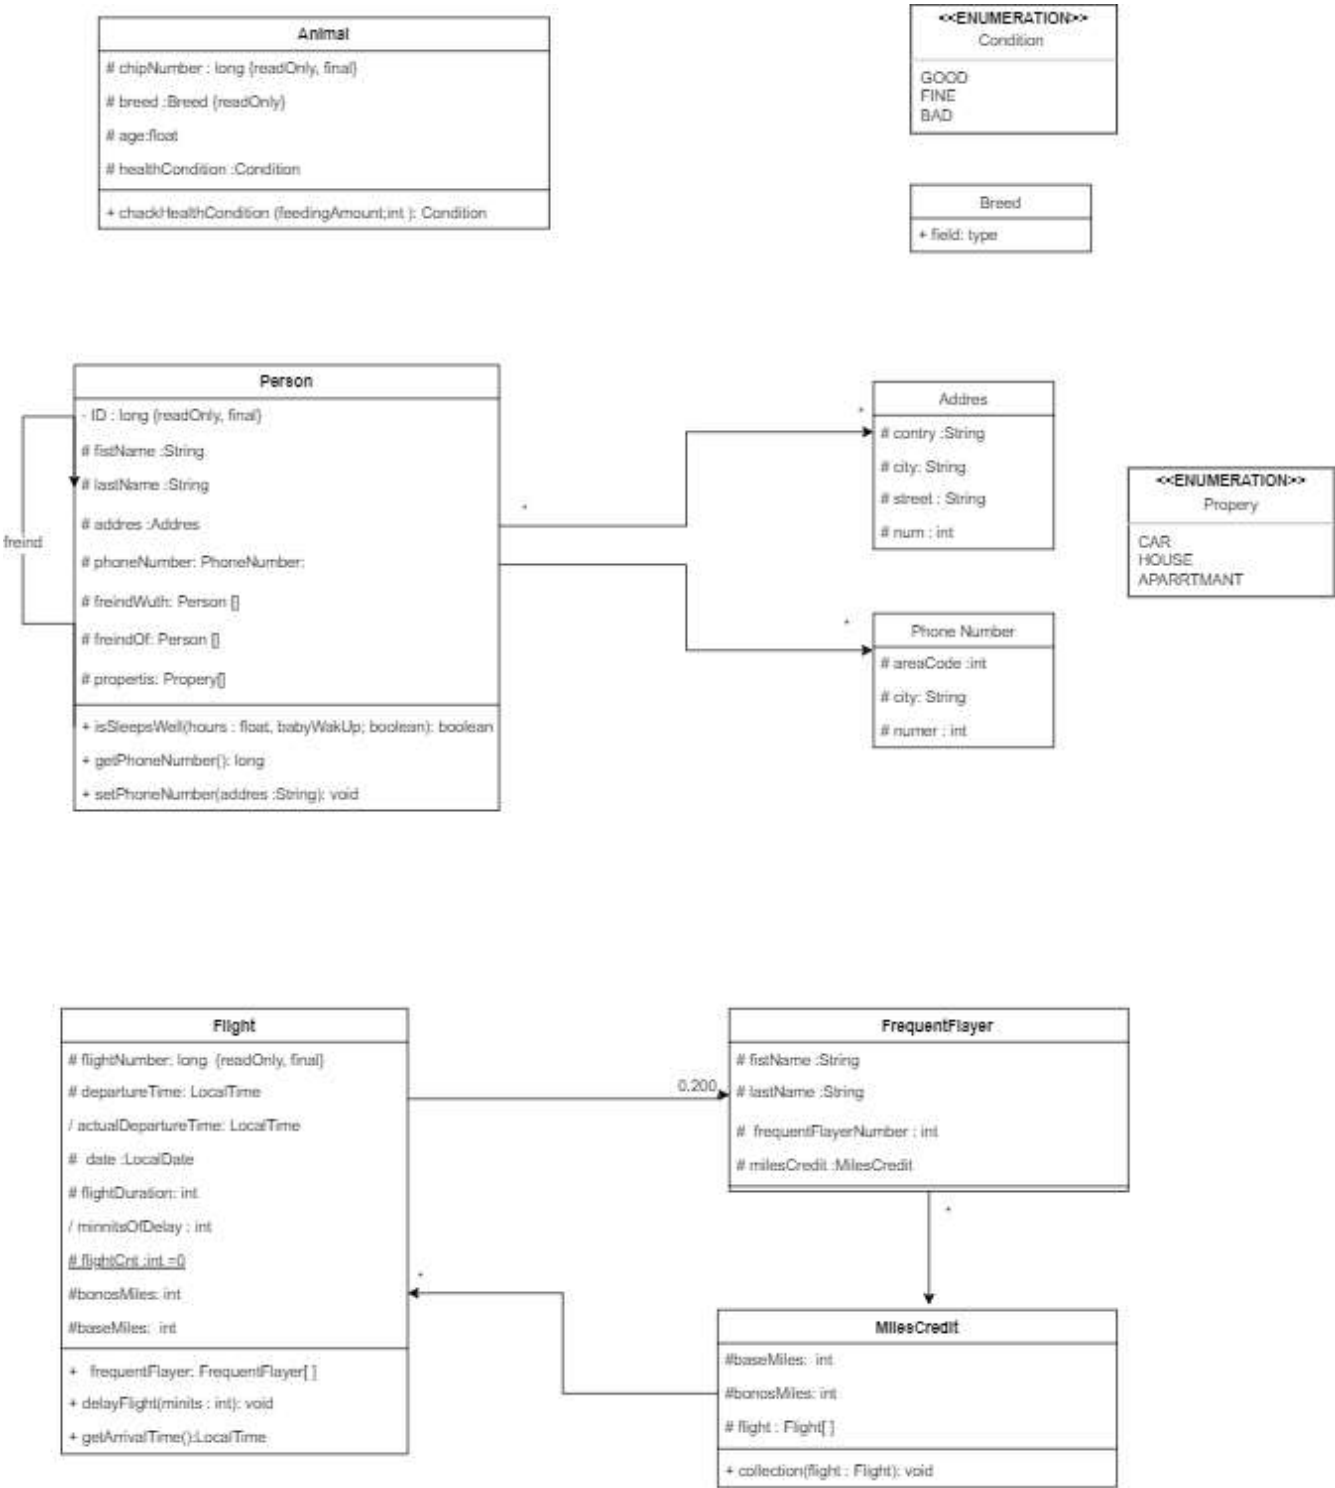 Animal
# chipNumber : long {readOnly, final}
# breed :Breed {readOnly}
# age:float
# healthCondition :Condition
+ chackHealthCondition (feedingAmount;int ): Condition
<<ENUMERATION>>
Condition
GOOD
FINE
BAD
Breed
+ field: type
Person
- ID : long {readOnly, final}
# fistName :String
# lastName :String
# addres :Addres
# phoneNumber: PhoneNumber:
# freindWuth: Person []
# freindOf: Person []
# propertis: Propery[]
+ isSleepsWell(hours : float, babyWakUp; boolean): boolean
+ getPhoneNumber(): long
+ setPhoneNumber(addres :String): void
freind
*
*
Addres
# contry :String
# city: String
# street : String
# num : int
*
Phone Number
# areaCode :int
# city: String
# numer : int
<<ENUMERATION>>
Propery
CAR
HOUSE
APARRTMANT
Flight
# flightNumber: long {readOnly, final}
# departureTime: LocalTime
/ actualDepartureTime: LocalTime
# date :LocalDate
# flightDuration: int
/ minnitsOfDelay : int
# flightCnt :int =0
#bonosMiles: int
#baseMiles: int
+ frequentFlayer: FrequentFlayer[ ]
+ delayFlight(minits : int): void
+ getArrivalTime():LocalTime
0.200
*
FrequentFlayer
# fistName :String
# lastName :String
# frequentFlayerNumber : int
# milesCredit :MilesCredit
*
MilesCredit
#baseMiles: int
#bonosMiles: int
# flight : Flight[ ]
+ collection(flight : Flight): void